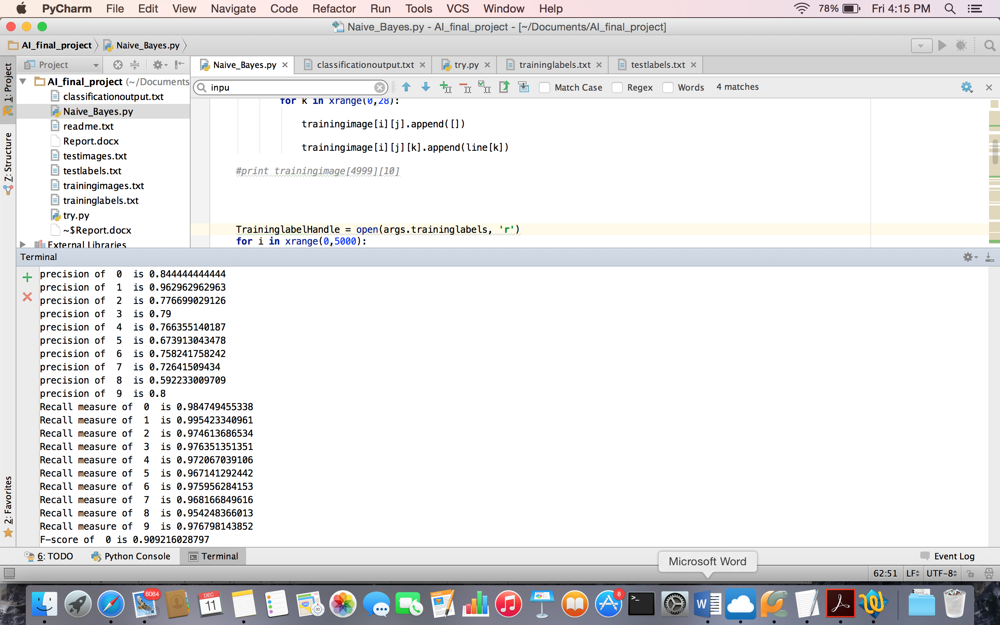 PyCharm File Edit View Navigate Code Refactor Run Tools VCS Window Help 78% Fri 4:15 PM
Naive_Bayes.py - AI_final_project - [~/Documents/AI_final_project]
AI_final_project Naive_Bayes.py
1: Project
7: Structure
2: Favorites
Project
Naive_Bayes.py classificationoutput.txt try.py traininglabels.txt testlabels.txt
AI_final_project (~/Documents
classificationoutput.txt
Naive_Bayes.py
readme.txt
Report.docx
testimages.txt
testlabels.txt
trainingimages.txt
traininglabels.txt
try.py
~$Report.docx
External Libraries
inpu Match Case Regex Words 4 matches
for k in xrange(0,28):
trainingimage[i][j].append([])
trainingimage[i][j][k].append(line[k])
#print trainingimage[4999][10]
TraininglabelHandle = open(args.traininglabels, 'r')
for i in xrange(0,5000):
Terminal
precision of  0  is 0.844444444444
precision of  1  is 0.962962962963
precision of  2  is 0.776699029126
precision of  3  is 0.79
precision of  4  is 0.766355140187
precision of  5  is 0.673913043478
precision of  6  is 0.758241758242
precision of  7  is 0.72641509434
precision of  8  is 0.592233009709
precision of  9  is 0.8
Recall measure of  0  is 0.984749455338
Recall measure of  1  is 0.995423340961
Recall measure of  2  is 0.974613686534
Recall measure of  3  is 0.976351351351
Recall measure of  4  is 0.972067039106
Recall measure of  5  is 0.967141292442
Recall measure of  6  is 0.975956284153
Recall measure of  7  is 0.968166849616
Recall measure of  8  is 0.954248366013
Recall measure of  9  is 0.976798143852
F-score of  0 is 0.909216028797
6: TODO Python Console Terminal Event Log
Microsoft Word
62:51 LF UTF-8
6064
DEC
11
280
3D
PAGES
8
>_
W